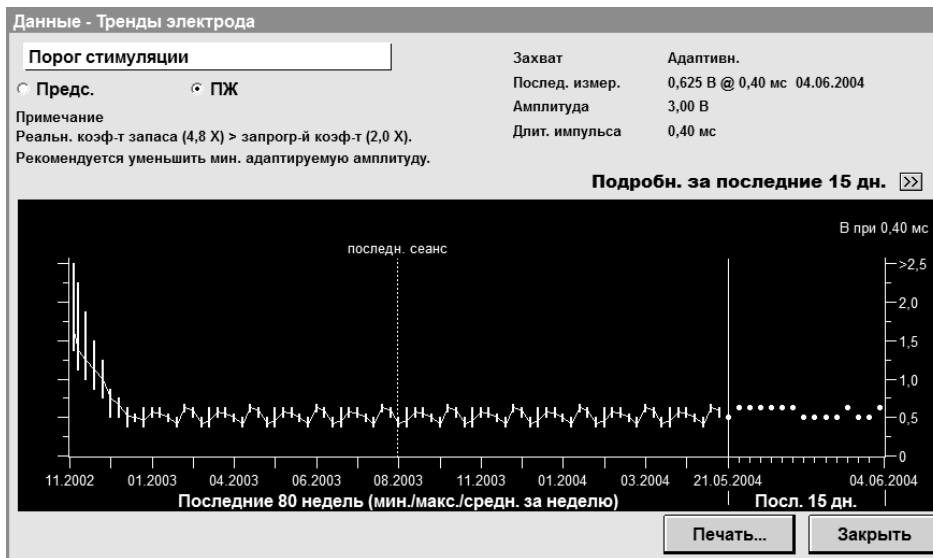 Данные - Тренды электрода
Порог стимуляции
Предс. ПЖ
Примечание
Реальн. коэф-т запаса (4,8 X) > запрогр-й коэф-т (2,0 X).
Рекомендуется уменьшить мин. адаптируемую амплитуду.
Захват Адаптивн.
Послед. измер. 0,625 В @ 0,40 мс 04.06.2004
Амплитуда 3,00 В
Длит. импульса 0,40 мс
Подробн. за последние 15 дн. >>
В при 0,40 мс
последн. сеанс
>2,5
2,0
1,5
1,0
0,5
0
11.2002 01.2003 04.2003 06.2003 08.2003 11.2003 01.2004 03.2004 21.05.2004 04.06.2004
Последние 80 недель (мин./макс./средн. за неделю) Посл. 15 дн.
Печать... Закрыть